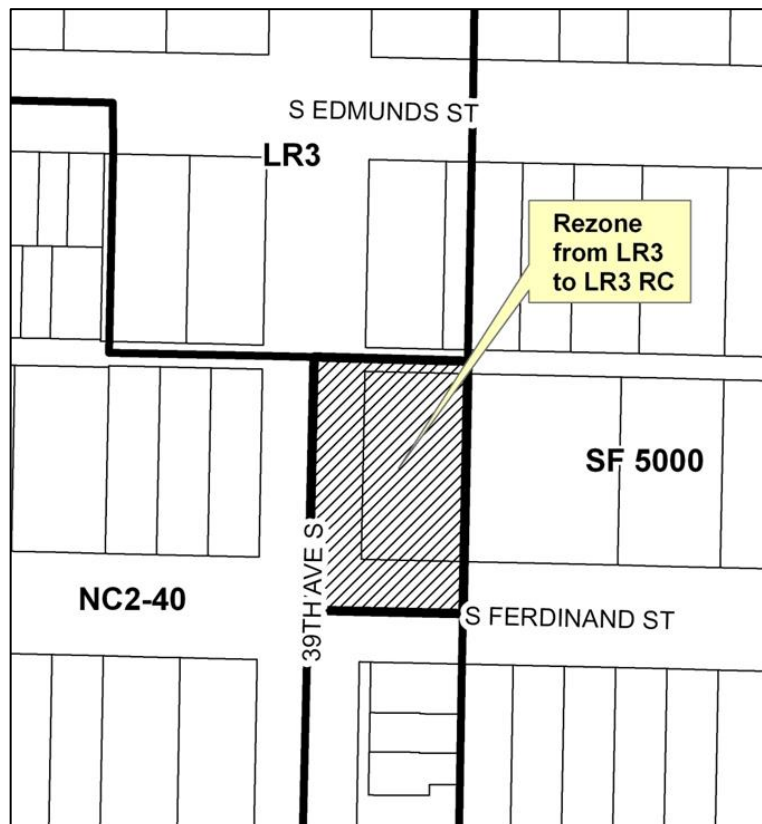 S EDMUNDS ST
LR3
Rezone
from LR3
to LR3 RC
SF 5000
39TH AVE S
NC2-40
S FERDINAND ST